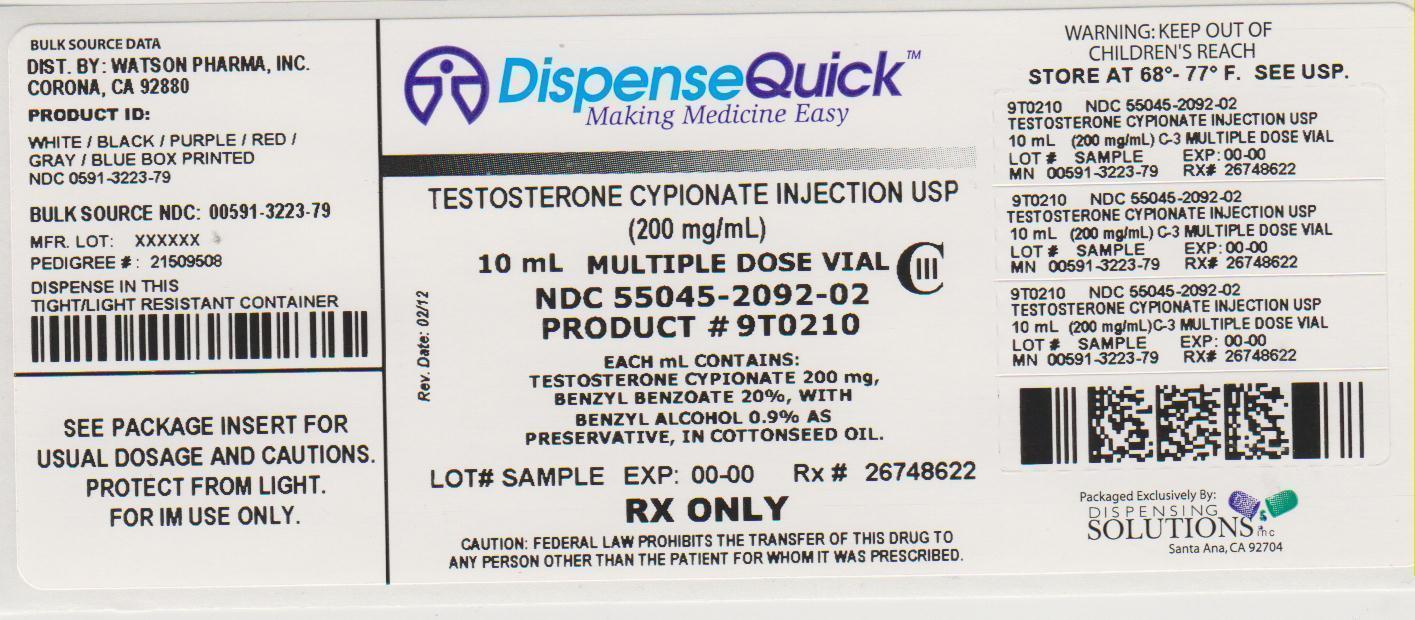 BULK SOURCE DATA
DIST. BY: WATSON PHARMA, INC.
CORONA, CA 92880
PRODUCT ID:
WHITE / BLACK / PURPLE / RED /
GRAY / BLUE BOX PRINTED
NDC 0591-3223-79
BULK SOURCE NDC: 00591-3223-79
MFR. LOT: XXXXXX
PEDIGREE #: 21509508
DISPENSE IN THIS
TIGHT/LIGHT RESISTANT CONTAINER
SEE PACKAGE INSERT FOR
USUAL DOSAGE AND CAUTIONS.
PROTECT FROM LIGHT.
FOR IM USE ONLY.
DispenseQuick™
Making Medicine Easy
TESTOSTERONE CYPIONATE INJECTION USP
(200 mg/mL)
10 mL MULTIPLE DOSE VIAL CIII
NDC 55045-2092-02
PRODUCT # 9T0210
Rev. Date: 02/12
EACH mL CONTAINS:
TESTOSTERONE CYPIONATE 200 mg,
BENZYL BENZOATE 20%, WITH
BENZYL ALCOHOL 0.9% AS
PRESERVATIVE, IN COTTONSEED OIL.
LOT# SAMPLE EXP: 00-00 Rx # 26748622
RX ONLY
CAUTION: FEDERAL LAW PROHIBITS THE TRANSFER OF THIS DRUG TO
ANY PERSON OTHER THAN THE PATIENT FOR WHOM IT WAS PRESCRIBED.
WARNING: KEEP OUT OF
CHILDREN'S REACH
STORE AT 68°- 77° F. SEE USP.
9T0210 NDC 55045-2092-02
TESTOSTERONE CYPIONATE INJECTION USP
10 mL (200 mg/mL) C-3 MULTIPLE DOSE VIAL
LOT # SAMPLE EXP: 00-00
MN 00591-3223-79 RX# 26748622
9T0210 NDC 55045-2092-02
TESTOSTERONE CYPIONATE INJECTION USP
10 mL (200 mg/mL) C-3 MULTIPLE DOSE VIAL
LOT # SAMPLE EXP: 00-00
MN 00591-3223-79 RX# 26748622
9T0210 NDC 55045-2092-02
TESTOSTERONE CYPIONATE INJECTION USP
10 mL (200 mg/mL)C-3 MULTIPLE DOSE VIAL
LOT # SAMPLE EXP: 00-00
MN 00591-3223-79 RX# 26748622
Packaged Exclusively By:
DISPENSING
SOLUTIONS inc
Santa Ana, CA 92704